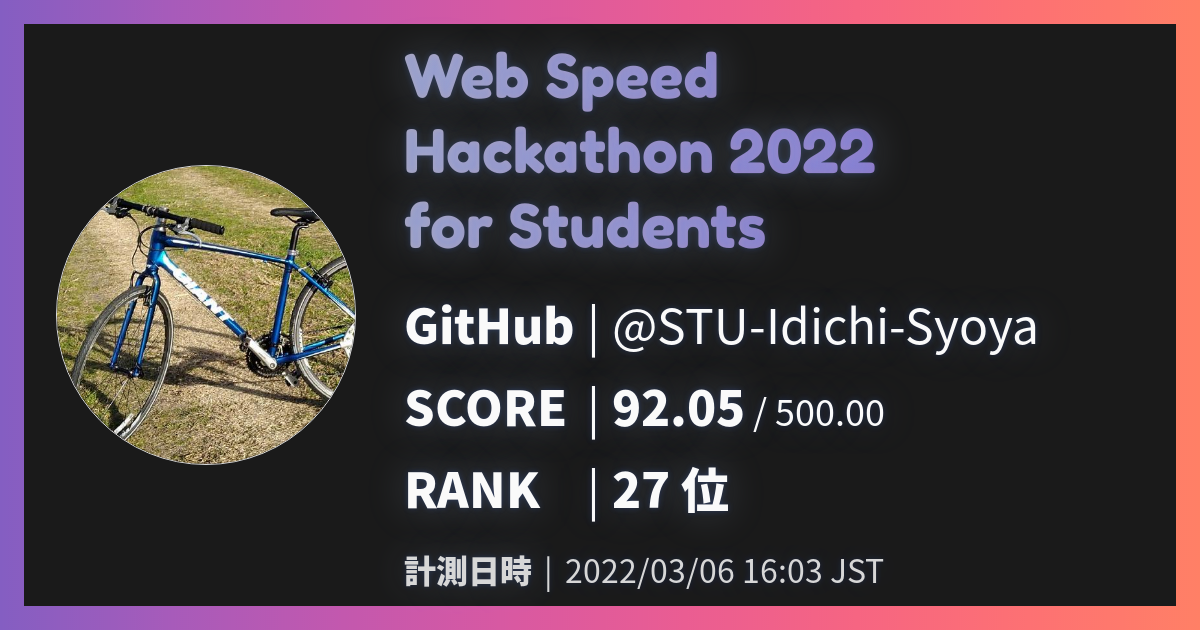 Web Speed
Hackathon 2022
for Students
GIANT
GitHub | @STU-Idichi-Syoya
SCORE | 92.05 / 500.00
RANK | 27 位
計測日時 | 2022/03/06 16:03 JST